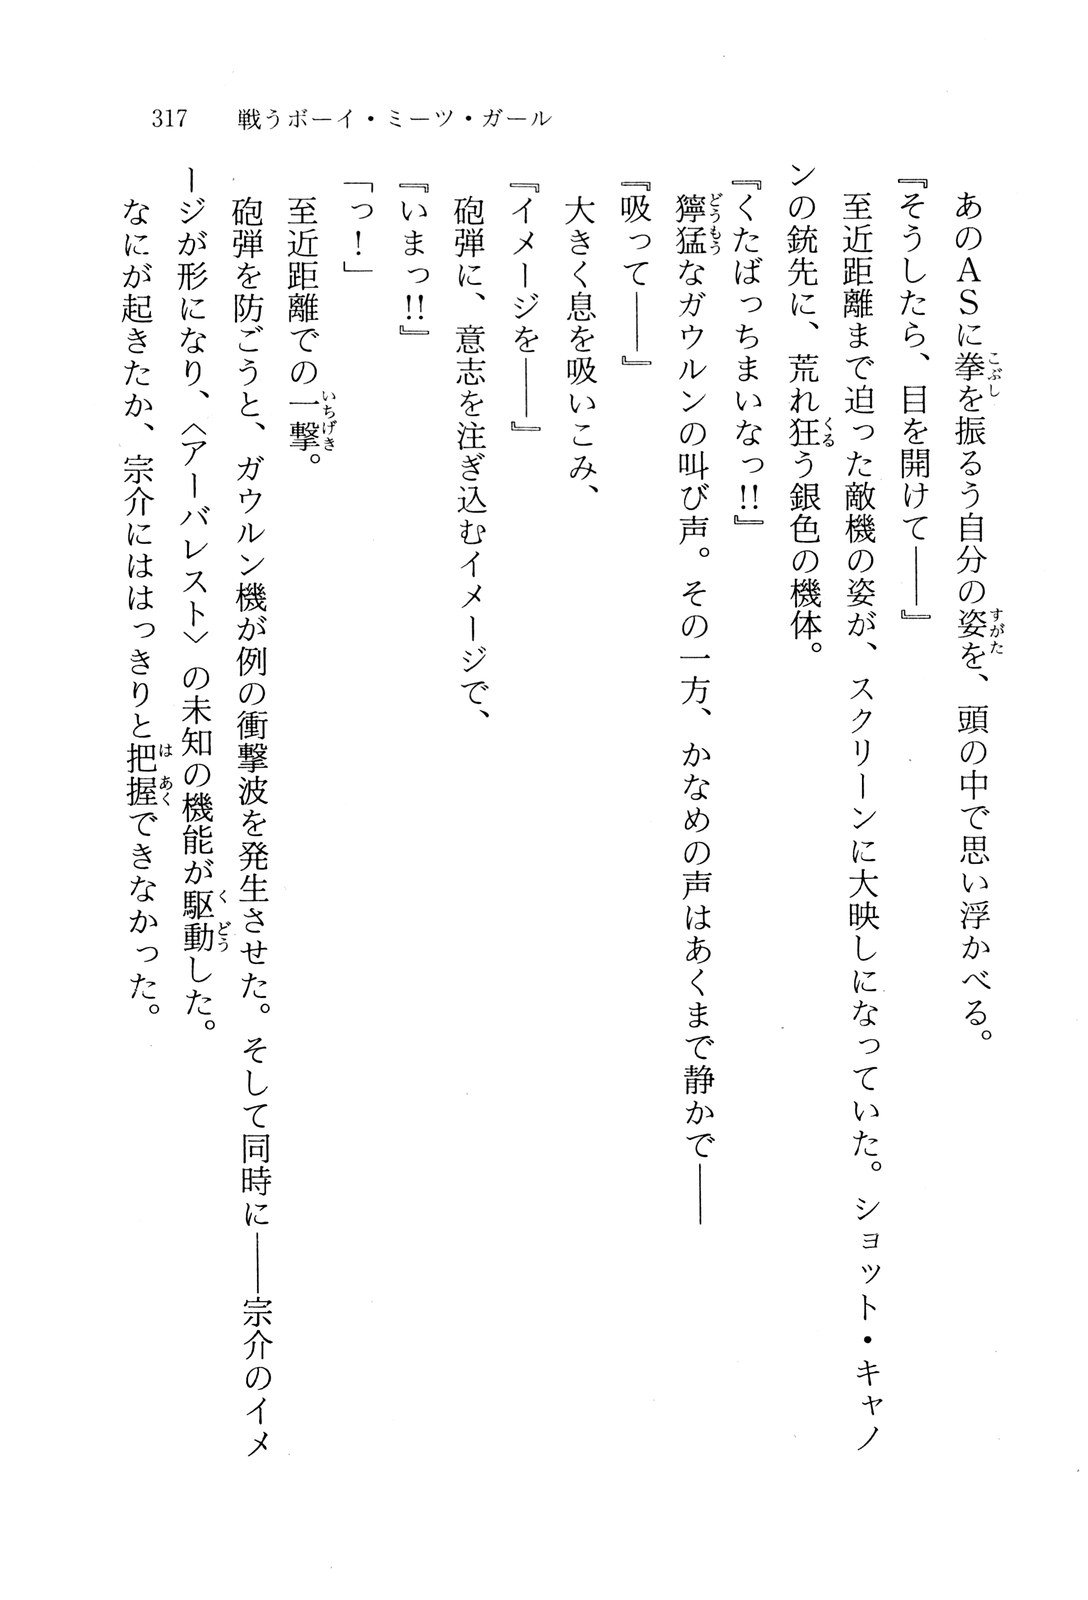 317 戦うボーイ・ミーツ・ガール
あのASに拳を振るう自分の姿を、頭の中で思い浮かべる。
『そうしたら、目を開けて――』
至近距離まで迫った敵機の姿が、スクリーンに大映しになっていた。ショット・キャノ
ンの銃先に、荒れ狂う銀色の機体。
『くたばっちまいなっ!!』
獰猛なガウルンの叫び声。その一方、かなめの声はあくまで静かで――
『吸って――』
大きく息を吸いこみ、
『イメージを――』
砲弾に、意志を注ぎ込むイメージで、
『いまっ!!』
「っ！」
至近距離での一撃。
砲弾を防ごうと、ガウルン機が例の衝撃波を発生させた。そして同時に――宗介のイメ
ージが形になり、〈アーバレスト〉の未知の機能が駆動した。
なにが起きたか、宗介にははっきりと把握できなかった。